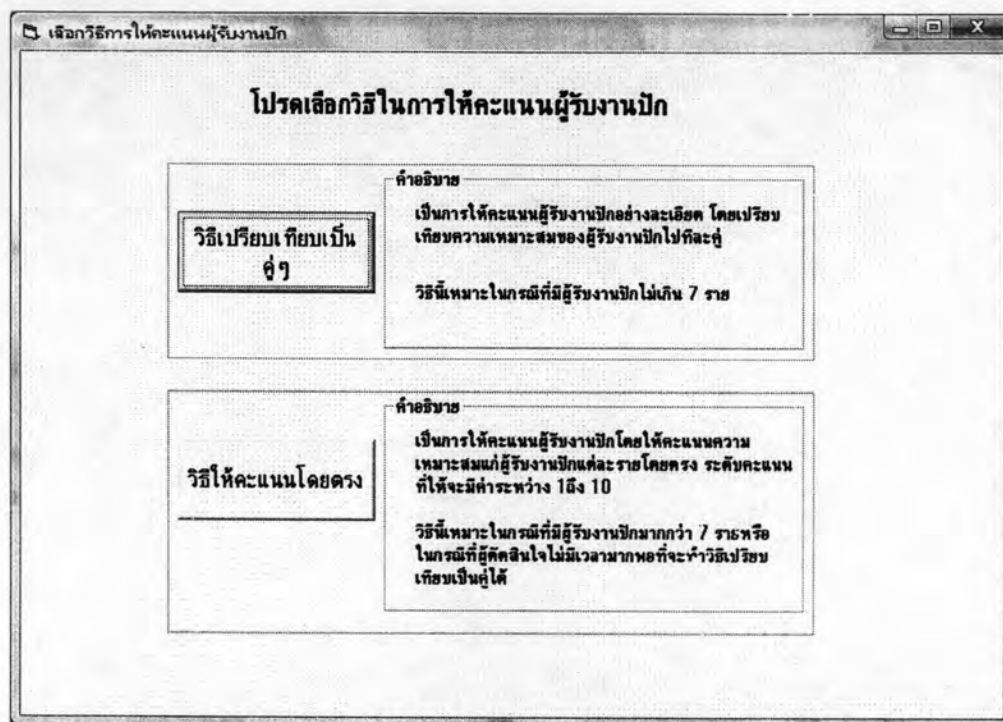 เลือกวิธีการให้คะแนนผู้รับงานปัก
โปรดเลือกวิธีในการให้คะแนนผู้รับงานปัก
วิธีเปรียบเทียบเป็น
คู่ๆ
คำอธิบาย
เป็นการให้คะแนนผู้รับงานปักอย่างละเอียด โดยเปรียบ
เทียบความเหมาะสมของผู้รับงานปักไปทีละคู่
วิธีนี้เหมาะในกรณีที่มีผู้รับงานปักไม่เกิน 7 ราย
วิธีให้คะแนนโดยตรง
คำอธิบาย
เป็นการให้คะแนนผู้รับงานปักโดยให้คะแนนความ
เหมาะสมแก่ผู้รับงานปักแต่ละรายโดยตรง ระดับคะแนน
ที่ให้จะมีค่าระหว่าง 1ถึง 10
วิธีนี้เหมาะในกรณีที่มีผู้รับงานปักมากกว่า 7 รายหรือ
ในกรณีที่ผู้ตัดสินใจไม่มีเวลามากพอที่จะทำวิธีเปรียบ
เทียบเป็นคู่ได้